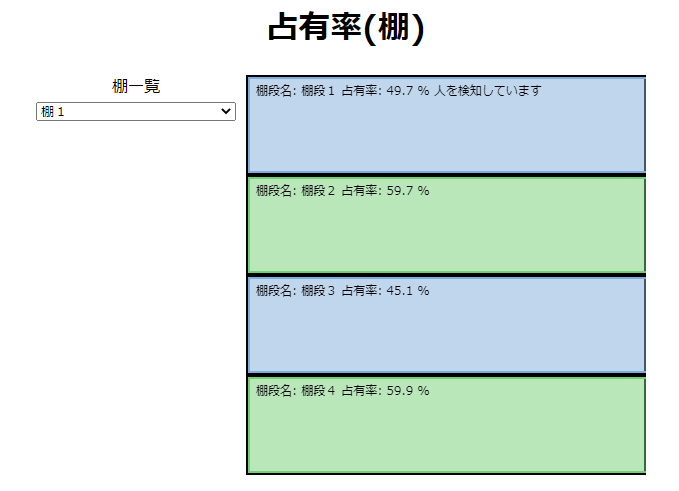 占有率(棚)
棚一覧
棚 1
棚段名: 棚段１ 占有率: 49.7 % 人を検知しています
棚段名: 棚段２ 占有率: 59.7 %
棚段名: 棚段３ 占有率: 45.1 %
棚段名: 棚段４ 占有率: 59.9 %